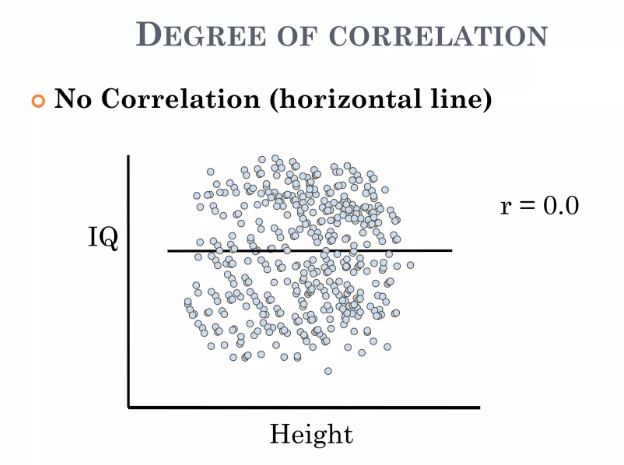 DEGREE OF CORRELATION
No Correlation (horizontal line)
r = 0.0
IQ
Height